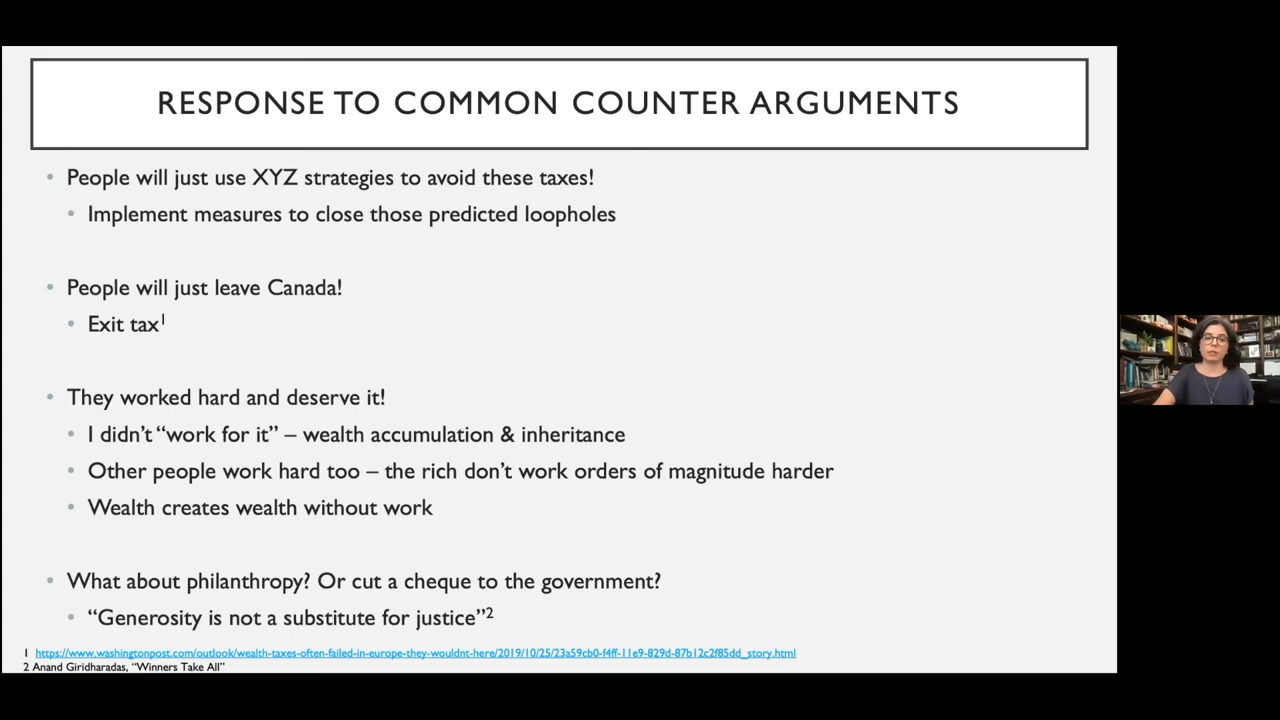 RESPONSE TO COMMON COUNTER ARGUMENTS
• People will just use XYZ strategies to avoid these taxes!
• Implement measures to close those predicted loopholes
• People will just leave Canada!
• Exit tax¹
• They worked hard and deserve it!
• I didn't “work for it” – wealth accumulation & inheritance
• Other people work hard too – the rich don't work orders of magnitude harder
• Wealth creates wealth without work
• What about philanthropy? Or cut a cheque to the government?
• “Generosity is not a substitute for justice”²
1 https://www.washingtonpost.com/outlook/wealth-taxes-often-failed-in-europe-they-wouldnt-here/2019/10/25/23a59cb0-f4ff-11e9-829d-87b12c2f85dd_story.html
2 Anand Giridharadas, “Winners Take All”